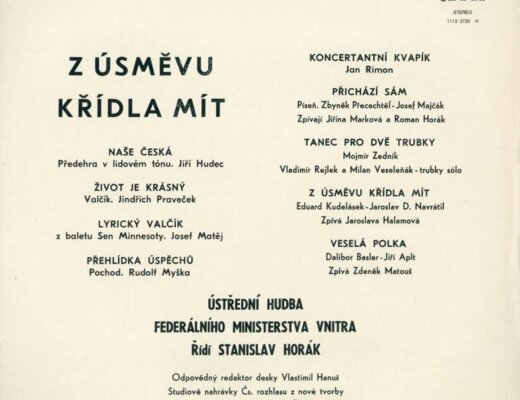 STEREO
1113 2720 H
Z ÚSMĚVU
KŘÍDLA MÍT
NAŠE ČESKÁ
Předehra v lidovém tónu. Jiří Hudec
ŽIVOT JE KRÁSNÝ
Valčík. Jindřich Praveček
LYRICKÝ VALČÍK
z baletu Sen Minnesoty. Josef Matěj
PŘEHLÍDKA ÚSPĚCHŮ
Pochod. Rudolf Myška
KONCERTANTNÍ KVAPÍK
Jan Rimon
PŘICHÁZÍ SÁM
Píseň. Zbyněk Přecechtěl - Josef Majčák
Zpívají Jiřina Marková a Roman Horák
TANEC PRO DVĚ TRUBKY
Mojmír Zedník
Vladimír Rejlek a Milan Veseleňák - trubky sólo
Z ÚSMĚVU KŘÍDLA MÍT
Eduard Kudelásek - Jaroslav D. Navrátil
Zpívá Jaroslava Halamová
VESELÁ POLKA
Dalibor Basler - Jiří Aplt
Zpívá Zdeněk Matouš
ÚSTŘEDNÍ HUDBA
FEDERÁLNÍHO MINISTERSTVA VNITRA
Řídí STANISLAV HORÁK
Odpovědný redaktor desky Vlastimil Hanuš
Studiové nahrávky Čs. rozhlasu z nové tvorby